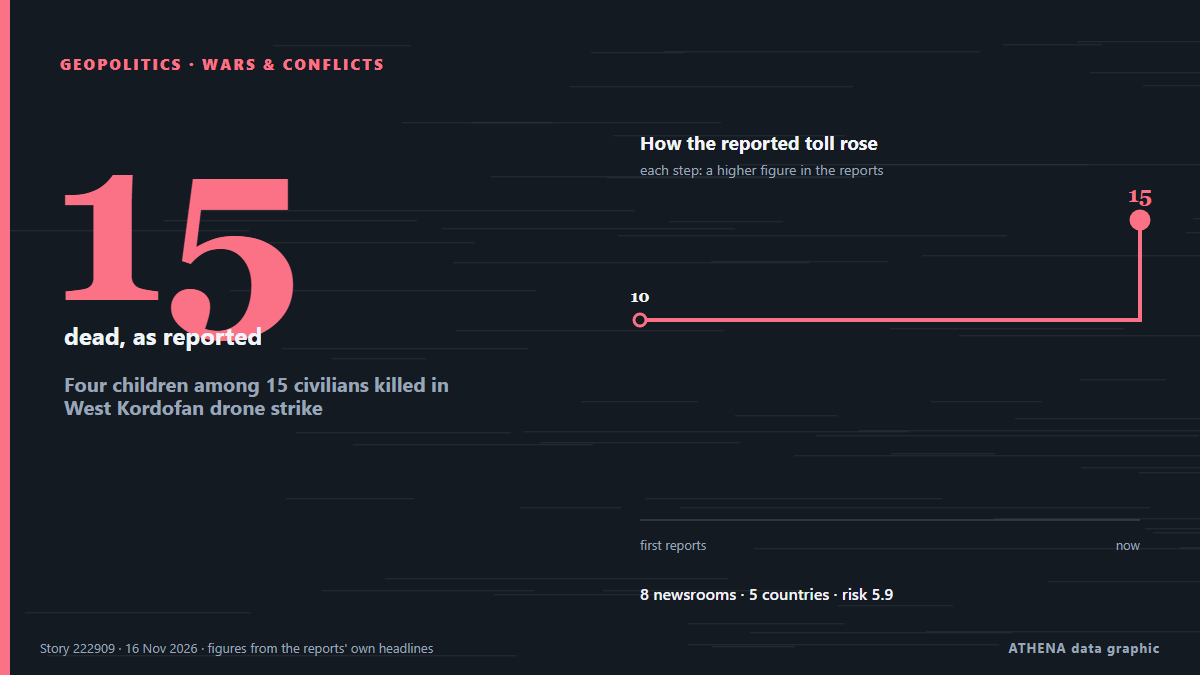 GEOPOLITICS · WARS & CONFLICTS
15
dead, as reported
Four children among 15 civilians killed in
West Kordofan drone strike
How the reported toll rose
each step: a higher figure in the reports
15
10
first reports
now
8 newsrooms · 5 countries · risk 5.9
Story 222909 · 16 Nov 2026 · figures from the reports' own headlines
ATHENA data graphic